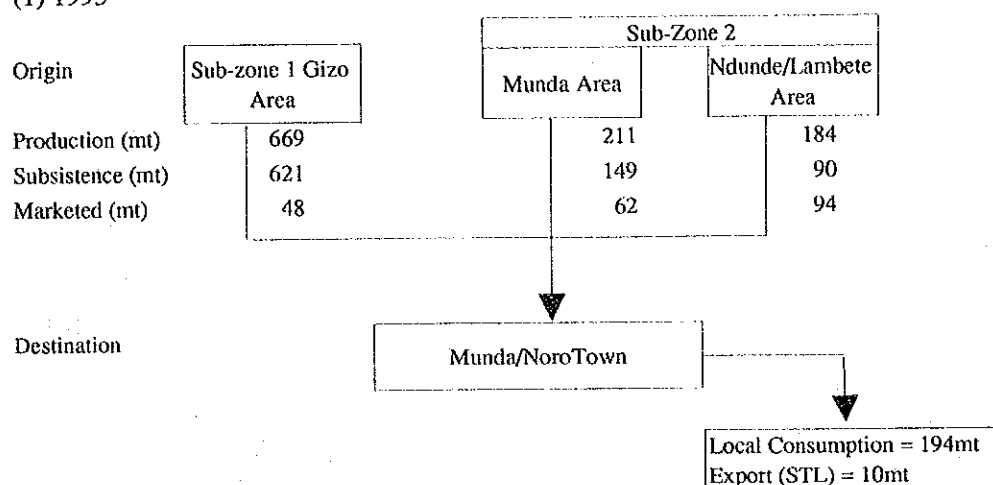 (1) 1995
Sub-Zone 2
Origin Sub-zone 1 Gizo Area Munda Area Ndunde/Lambete Area
Production (mt) 669 211 184
Subsistence (mt) 621 149 90
Marketed (mt) 48 62 94
Destination Munda/NoroTown
Local Consumption = 194mt
Export (STL) = 10mt